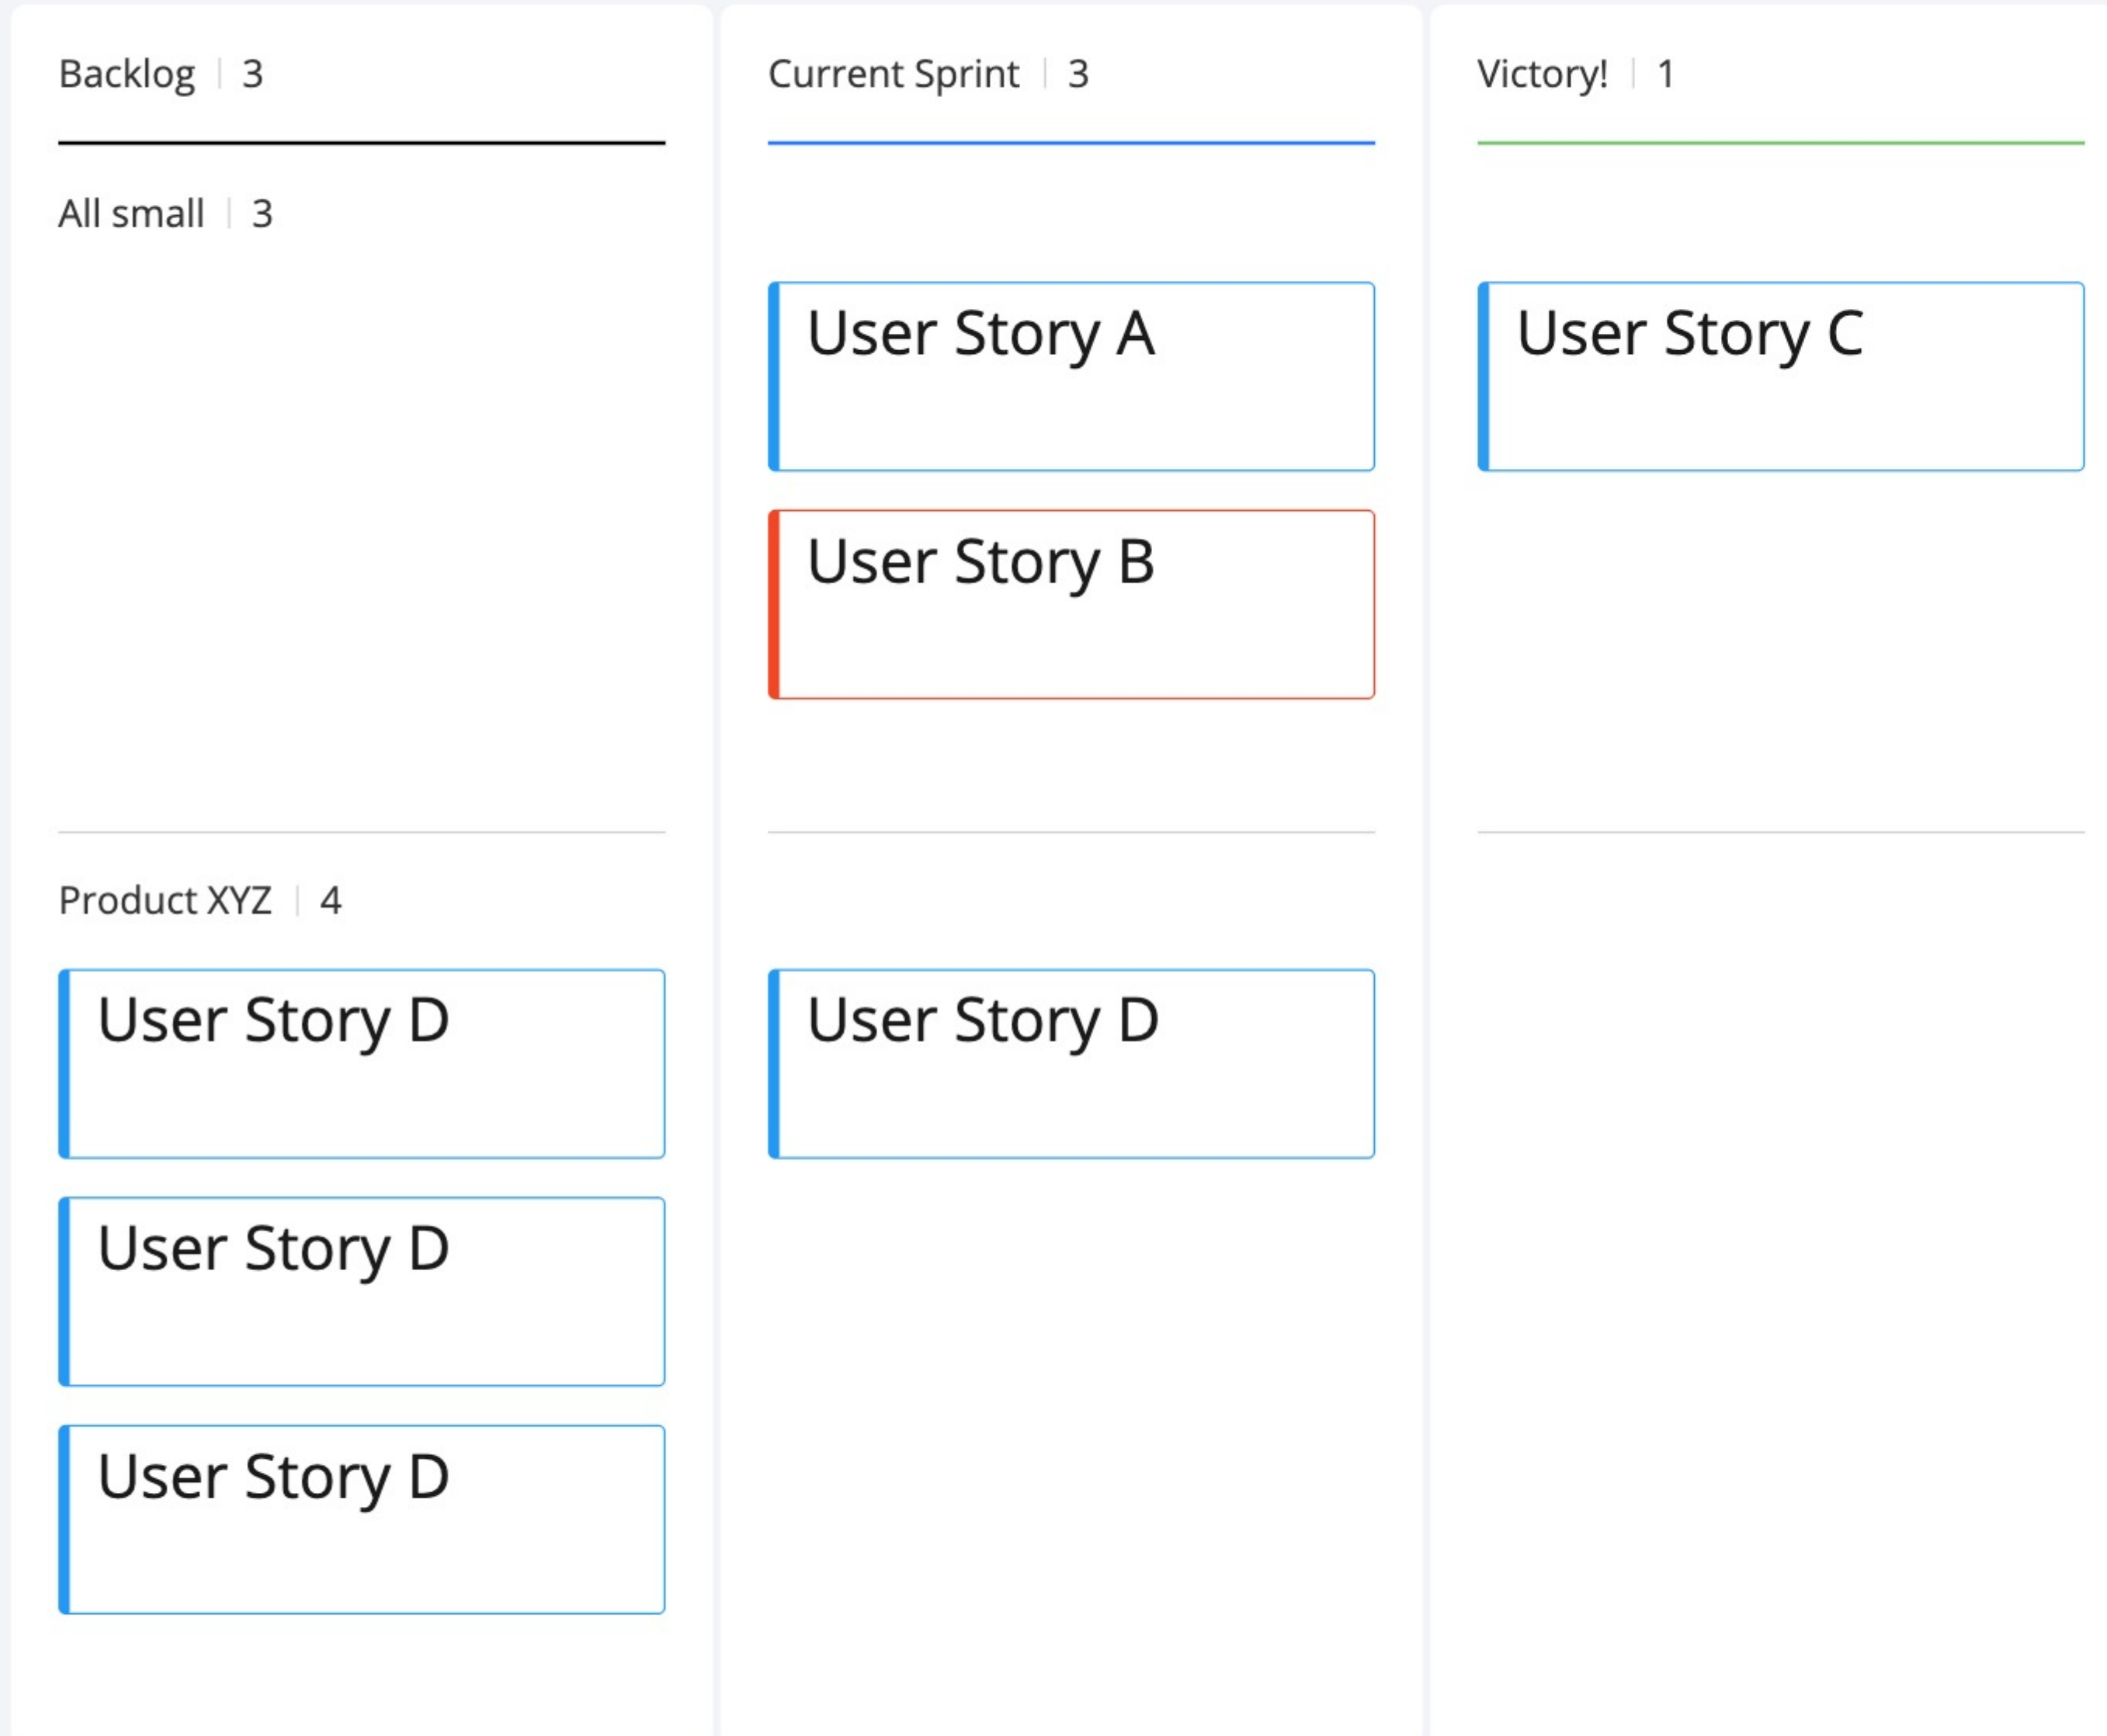 Backlog | 3
Current Sprint | 3
Victory! | 1
All small | 3
User Story A
User Story C
User Story B
Product XYZ | 4
User Story D
User Story D
User Story D
User Story D